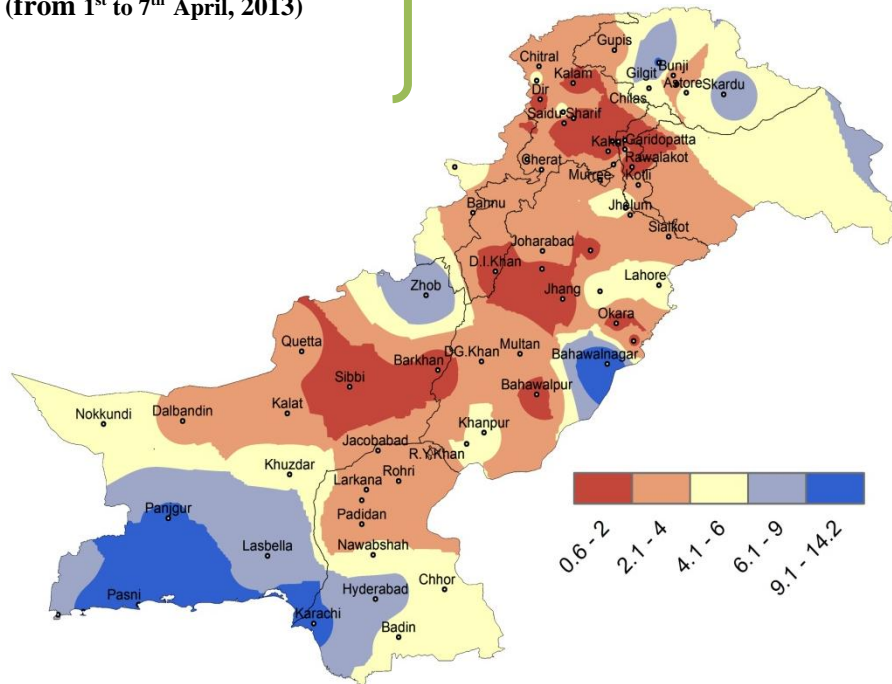 (from 1st to 7th April, 2013)
Gupis
Chitral
Kalam
Gilgit
Bunji
Astore
Skardu
Dir
Chilas
Saidu Sharif
Garidopatta
Rawalakot
Cherat
Murree
Kotli
Bannu
Jhelum
Sialkot
Joharabad
D.I.Khan
Lahore
Zhob
Jhang
Okara
Quetta
Multan
DG.Khan
Bahawalnagar
Barkhan
Sibbi
Bahawalpur
Nokkundi
Dalbandin
Kalat
Khanpur
Jacobabad
R.Y.Khan
Khuzdar
Rohri
Larkana
Panjgur
Padidan
Lasbella
Nawabshah
Pasni
Hyderabad
Chhor
Karachi
Badin
0.6 - 2
2.1 - 4
4.1 - 6
6.1 - 9
9.1 - 14.2